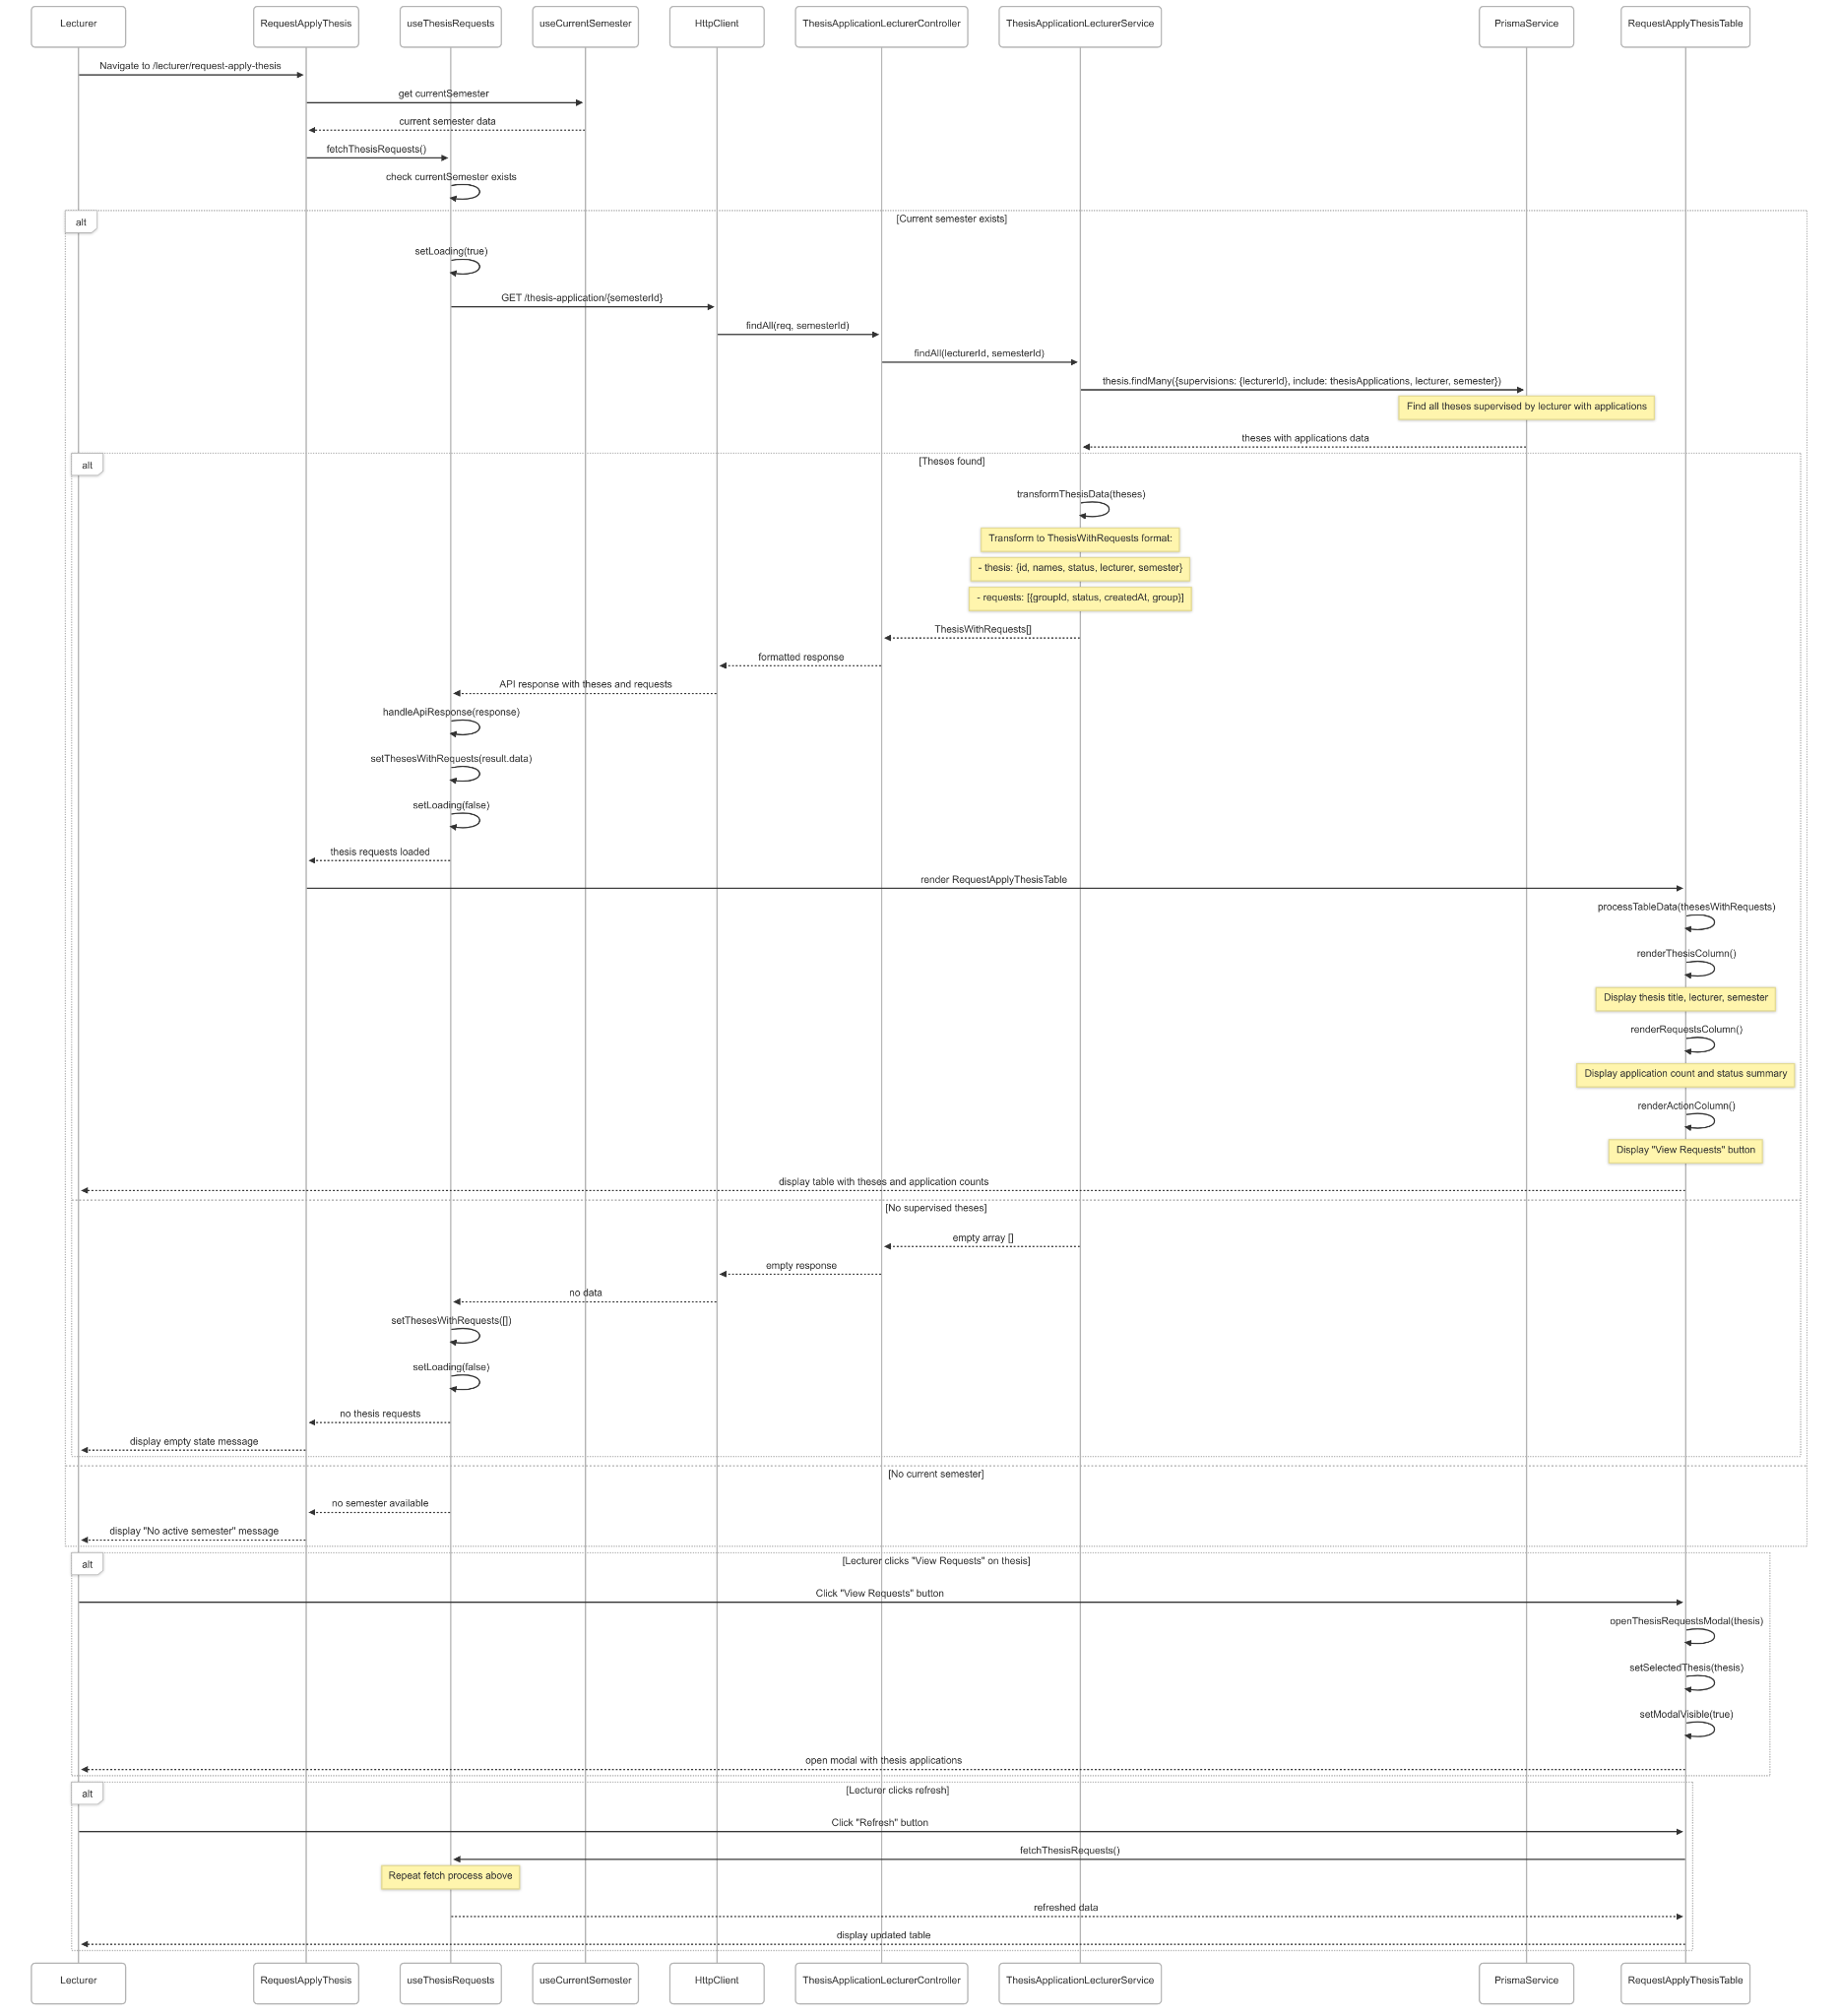 Lecturer
RequestApplyThesis
useThesisRequests
useCurrentSemester
HttpClient
ThesisApplicationLecturerController
ThesisApplicationLecturerService
PrismaService
RequestApplyThesisTable
Navigate to /lecturer/request-apply-thesis
get currentSemester
current semester data
fetchThesisRequests()
check currentSemester exists
alt
[Current semester exists]
setLoading(true)
GET /thesis-application/{semesterId}
findAll(req, semesterId)
findAll(lecturerId, semesterId)
thesis.findMany({supervisions: {lecturerId}, include: thesisApplications, lecturer, semester})
Find all theses supervised by lecturer with applications
theses with applications data
alt
[Theses found]
transformThesisData(theses)
Transform to ThesisWithRequests format:
- thesis: {id, names, status, lecturer, semester}
- requests: [{groupId, status, createdAt, group}]
ThesisWithRequests[]
formatted response
API response with theses and requests
handleApiResponse(response)
setThesesWithRequests(result.data)
setLoading(false)
thesis requests loaded
render RequestApplyThesisTable
processTableData(thesesWithRequests)
renderThesisColumn()
Display thesis title, lecturer, semester
renderRequestsColumn()
Display application count and status summary
renderActionColumn()
Display "View Requests" button
display table with theses and application counts
[No supervised theses]
empty array []
empty response
no data
setThesesWithRequests([])
setLoading(false)
no thesis requests
display empty state message
[No current semester]
no semester available
display "No active semester" message
alt
[Lecturer clicks "View Requests" on thesis]
Click "View Requests" button
openThesisRequestsModal(thesis)
setSelectedThesis(thesis)
setModalVisible(true)
open modal with thesis applications
alt
[Lecturer clicks refresh]
Click "Refresh" button
fetchThesisRequests()
Repeat fetch process above
refreshed data
display updated table
Lecturer
RequestApplyThesis
useThesisRequests
useCurrentSemester
HttpClient
ThesisApplicationLecturerController
ThesisApplicationLecturerService
PrismaService
RequestApplyThesisTable